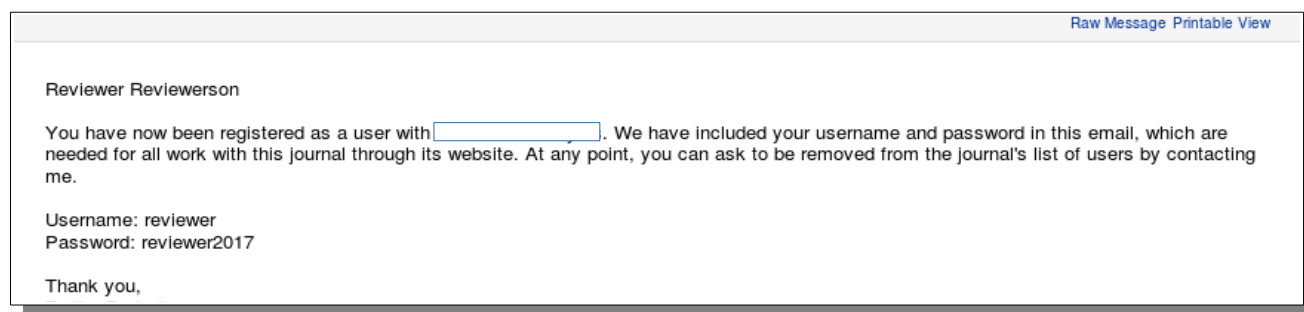 Raw Message Printable View
Reviewer Reviewerson
You have now been registered as a user with . We have included your username and password in this email, which are
needed for all work with this journal through its website. At any point, you can ask to be removed from the journal's list of users by contacting
me.
Username: reviewer
Password: reviewer2017
Thank you,